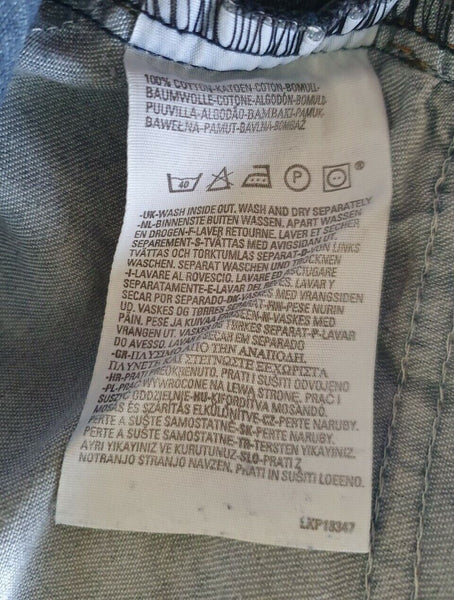 100% COTTON-KATOEN-COTON-BOMULL-
BAUMWOLLE-COTONE-ALGODÓN-BOMULD-
PUUVILLA-ALGODÃO-BAMBAKI-PAMUK-
BAWEŁNA-PAMUT-BAVLNA-BOMBAŽ
40 P ®
-UK-WASH INSIDE OUT. WASH AND DRY SEPARATELY
-NL-BINNENSTE BUITEN WASSEN. APART WASSEN
EN DROGEN-F-LAVER RETOURNE. LAVER ET SECHER
SEPAREMENT-S-TVÄTTAS MED AVIGSIDAN UT.
TVÄTTAS OCH TORKTUMLAS SEPARAT-D-VON LINKS
WASCHEN. SEPARAT WASCHEN UND TROCKNEN
-I-LAVARE AL ROVESCIO. LAVARE ED ASCIUGARE
SEPARATAMENTE-E-LAVAR DEL REVES. LAVAR Y
SECAR POR SEPARADO-DK-VASKES MED VRANGSIDEN
UD. VASKES OG TØRRES SEPARAT-FIN-PESE NURIN
PÄIN. PESE JA KUIVAA ERIKSEEN-N-VASKES MED
VRANGEN UT. VASKES OG TØRKES SEPARAT-P-LAVAR
DO AVESSO. LAVAR E SECAR EM SEPARADO.
-GR-ΠΛΥΣΙΜΟ ΑΠΟ ΤΗΝ ΑΝΑΠΟΔΗ.
ΠΛΥΝΕΤΕ ΚΑΙ ΣΤΕΓΝΩΣΤΕ ΞΕΧΩΡΙΣΤΑ
-HR-PRATI PREOKRENUTO. PRATI I SUŠITI ODVOJENO
-PL-PRAĆ WYWRÓCONE NA LEWĄ STRONĘ. PRAĆ I
SUSZYĆ ODDZIELNIE-HU-KIFORDÍTVA MOSANDÓ.
MOSÁS ÉS SZÁRÍTÁS ELKÜLÖNÍTVE-CZ-PERTE NARUBY.
PERTE A SUŠTE SAMOSTATNĚ-SK-PERTE NARUBY.
PERTE A SUŠTE SAMOSTATNE-TR-TERSTEN YIKAYINIZ.
AYRI YIKAYINIZ VE KURUTUNUZ-SLO-PRATI Z
NOTRANJO STRANJO NAVZEN. PRATI IN SUŠITI LOČENO.
LXP18347